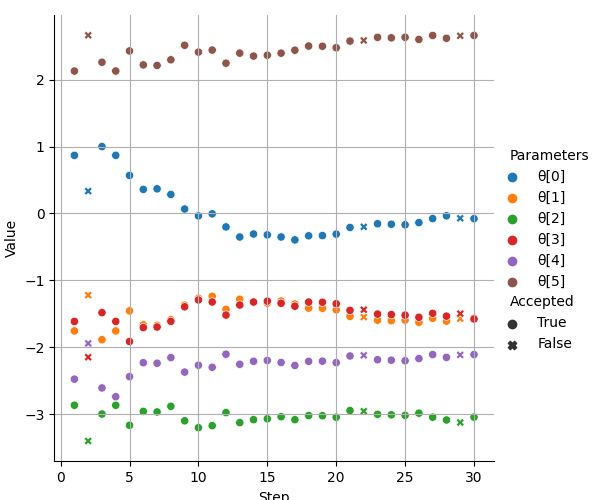 2
1
0
−1
−2
−3
Value
0
5
10
15
20
25
30
Step
Parameters
θ[0]
θ[1]
θ[2]
θ[3]
θ[4]
θ[5]
Accepted
True
False